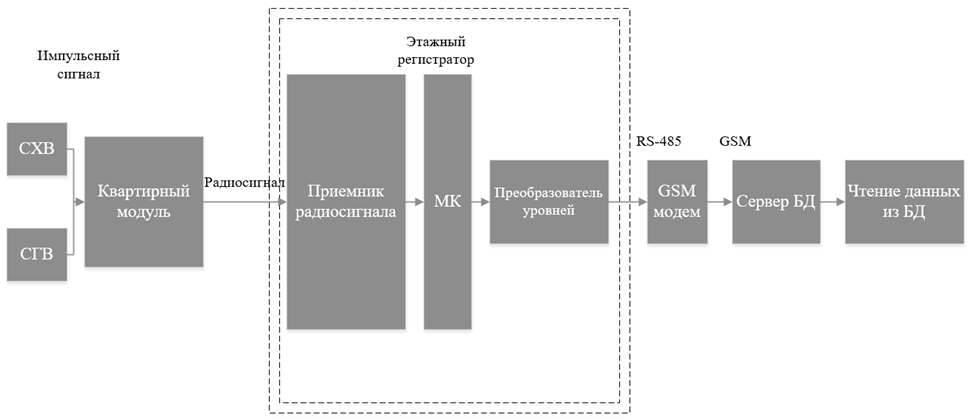 Импульсный
сигнал
СХВ
СГВ
Квартирный
модуль
Радиосигнал
Этажный
регистратор
Приемник
радиосигнала
МК
Преобразователь
уровней
RS-485
GSM
модем
GSM
Сервер БД
Чтение данных
из БД